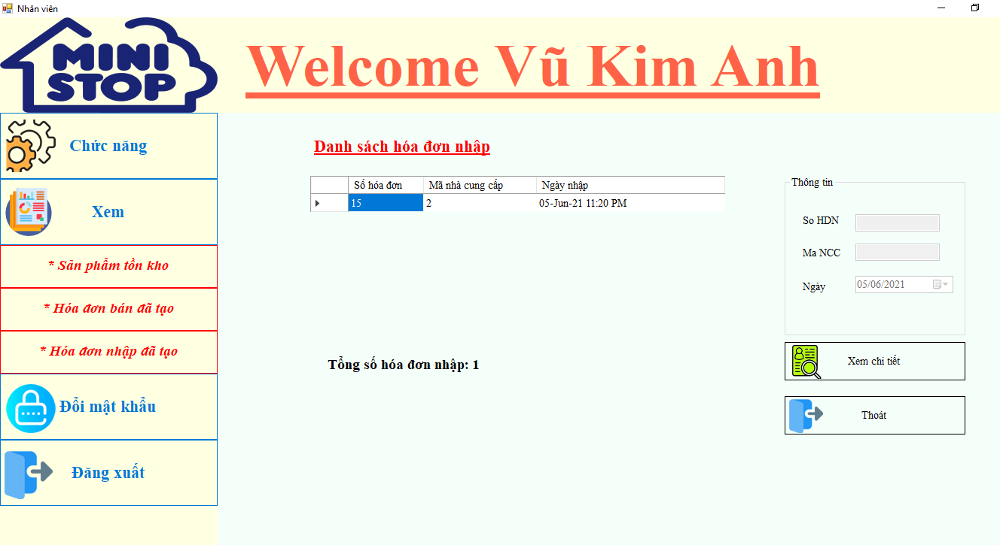 Nhân viên
MINI
STOP
Welcome Vũ Kim Anh
Chức năng
Xem
* Sản phẩm tồn kho
* Hóa đơn bán đã tạo
* Hóa đơn nhập đã tạo
Đổi mật khẩu
Đăng xuất
Danh sách hóa đơn nhập
Số hóa đơn Mã nhà cung cấp Ngày nhập
15 2 05-Jun-21 11:20 PM
Tổng số hóa đơn nhập: 1
Thông tin
So HDN
Ma NCC
Ngày 05/06/2021
Xem chi tiết
Thoát